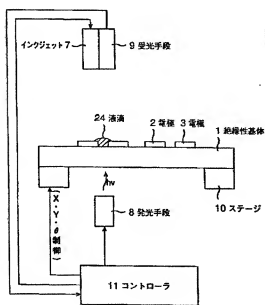 インクジェット7
9 受光手段
24 液滴
2 電極
3 電極
1 絶縁性基体
hν
10 ステージ
8 発光手段
(X・Y・θ制御)
11 コントローラ